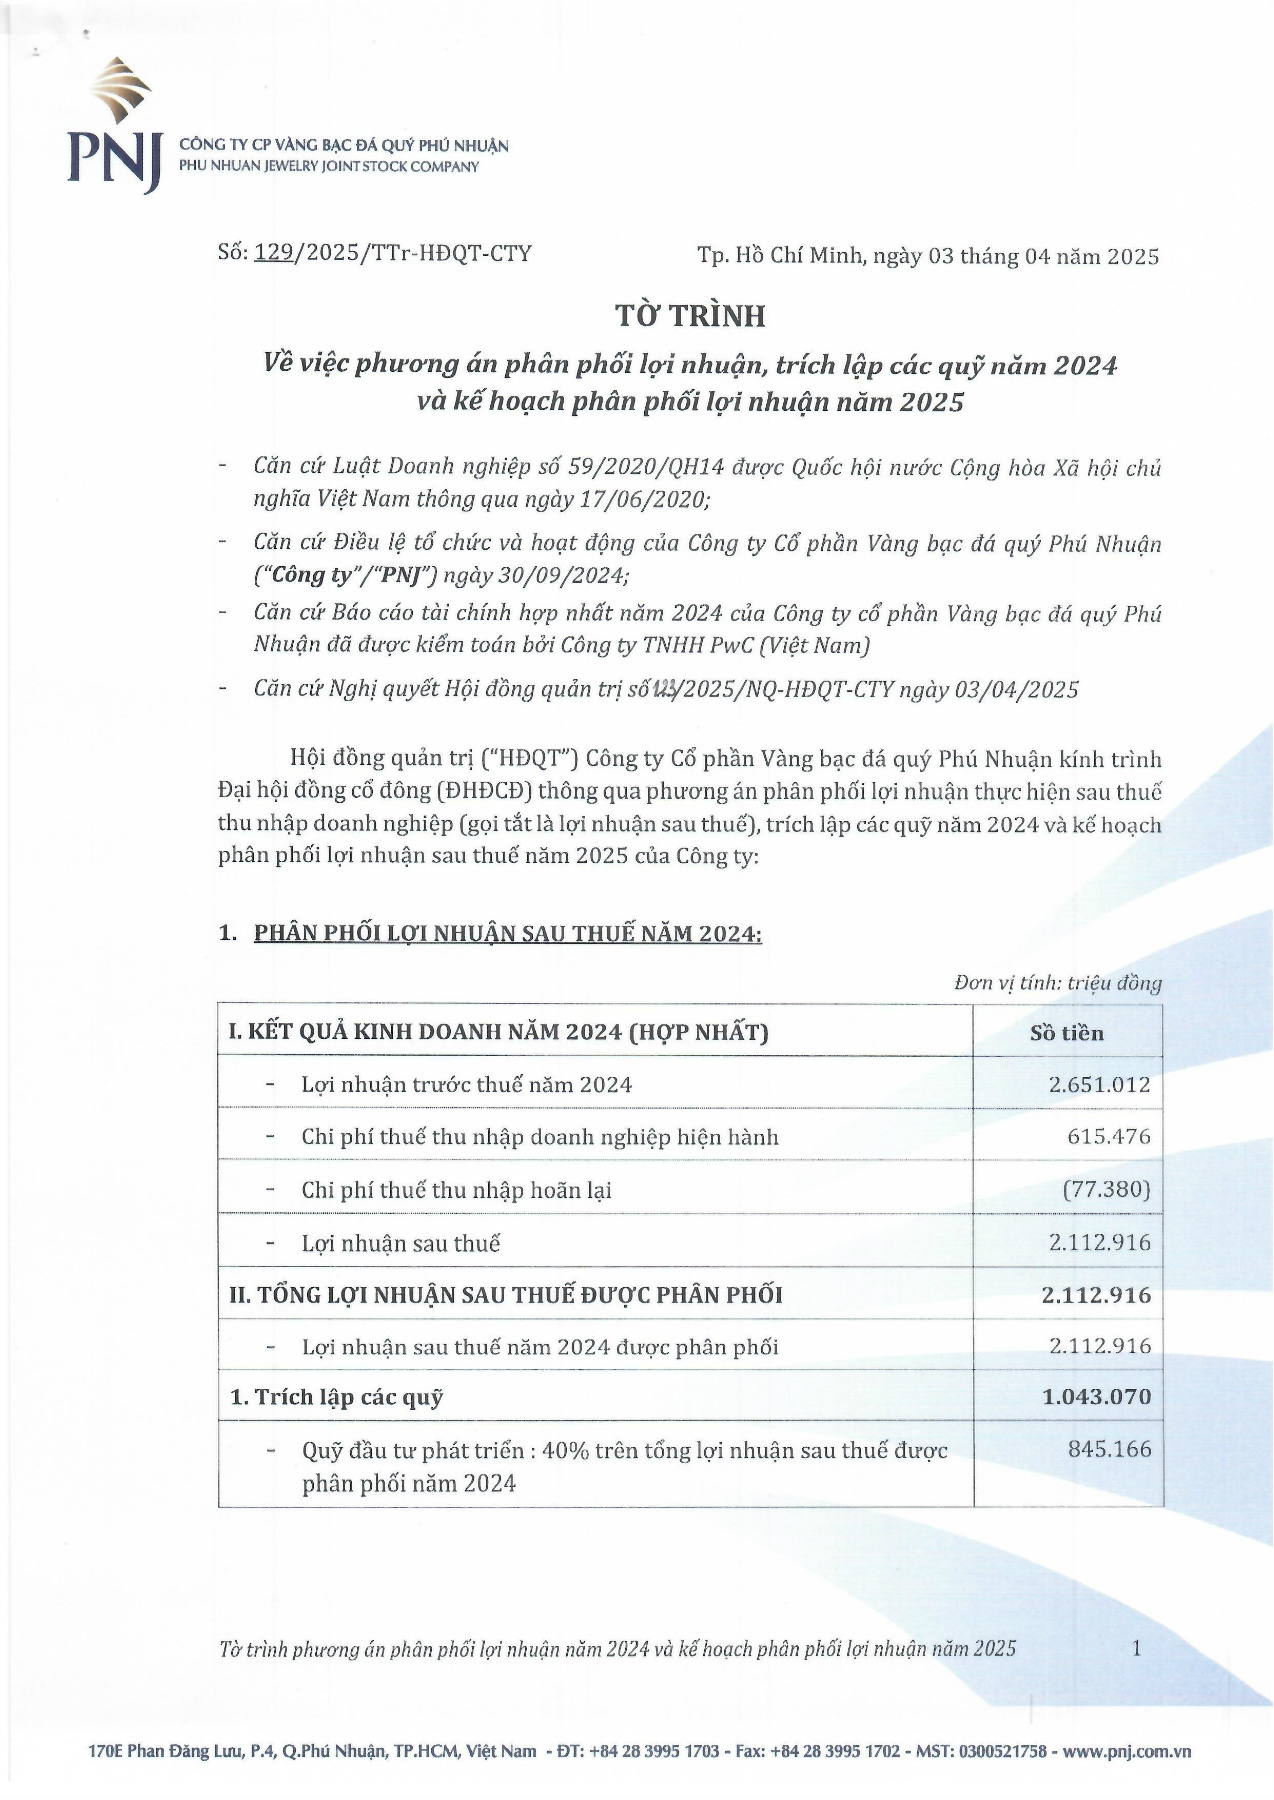 PNJ
CÔNG TY CP VÀNG BẠC ĐÁ QUÝ PHÚ NHUẬN
PHU NHUAN JEWELRY JOINT STOCK COMPANY
Số: 129/2025/TTr-HĐQT-CTY Tp. Hồ Chí Minh, ngày 03 tháng 04 năm 2025
TỜ TRÌNH
Về việc phương án phân phối lợi nhuận, trích lập các quỹ năm 2024
và kế hoạch phân phối lợi nhuận năm 2025
- Căn cứ Luật Doanh nghiệp số 59/2020/QH14 được Quốc hội nước Cộng hòa Xã hội chủ
nghĩa Việt Nam thông qua ngày 17/06/2020;
- Căn cứ Điều lệ tổ chức và hoạt động của Công ty Cổ phần Vàng bạc đá quý Phú Nhuận
("Công ty"/"PNJ") ngày 30/09/2024;
- Căn cứ Báo cáo tài chính hợp nhất năm 2024 của Công ty cổ phần Vàng bạc đá quý Phú
Nhuận đã được kiểm toán bởi Công ty TNHH PwC (Việt Nam)
- Căn cứ Nghị quyết Hội đồng quản trị số /2025/NQ-HĐQT-CTY ngày 03/04/2025
Hội đồng quản trị ("HĐQT") Công ty Cổ phần Vàng bạc đá quý Phú Nhuận kính trình
Đại hội đồng cổ đông (ĐHĐCĐ) thông qua phương án phân phối lợi nhuận thực hiện sau thuế
thu nhập doanh nghiệp (gọi tắt là lợi nhuận sau thuế), trích lập các quỹ năm 2024 và kế hoạch
phân phối lợi nhuận sau thuế năm 2025 của Công ty:
1. PHÂN PHỐI LỢI NHUẬN SAU THUẾ NĂM 2024:
Đơn vị tính: triệu đồng
I. KẾT QUẢ KINH DOANH NĂM 2024 (HỢP NHẤT) Số tiền
- Lợi nhuận trước thuế năm 2024 2.651.012
- Chi phí thuế thu nhập doanh nghiệp hiện hành 615.476
- Chi phí thuế thu nhập hoãn lại (77.380)
- Lợi nhuận sau thuế 2.112.916
II. TỔNG LỢI NHUẬN SAU THUẾ ĐƯỢC PHÂN PHỐI 2.112.916
- Lợi nhuận sau thuế năm 2024 được phân phối 2.112.916
1. Trích lập các quỹ 1.043.070
- Quỹ đầu tư phát triển : 40% trên tổng lợi nhuận sau thuế được 845.166
phân phối năm 2024
Tờ trình phương án phân phối lợi nhuận năm 2024 và kế hoạch phân phối lợi nhuận năm 2025 1
170E Phan Đăng Lưu, P.4, Q.Phú Nhuận, TP.HCM, Việt Nam - ĐT: +84 28 3995 1703 - Fax: +84 28 3995 1702 - MST: 0300521758 - www.pnj.com.vn